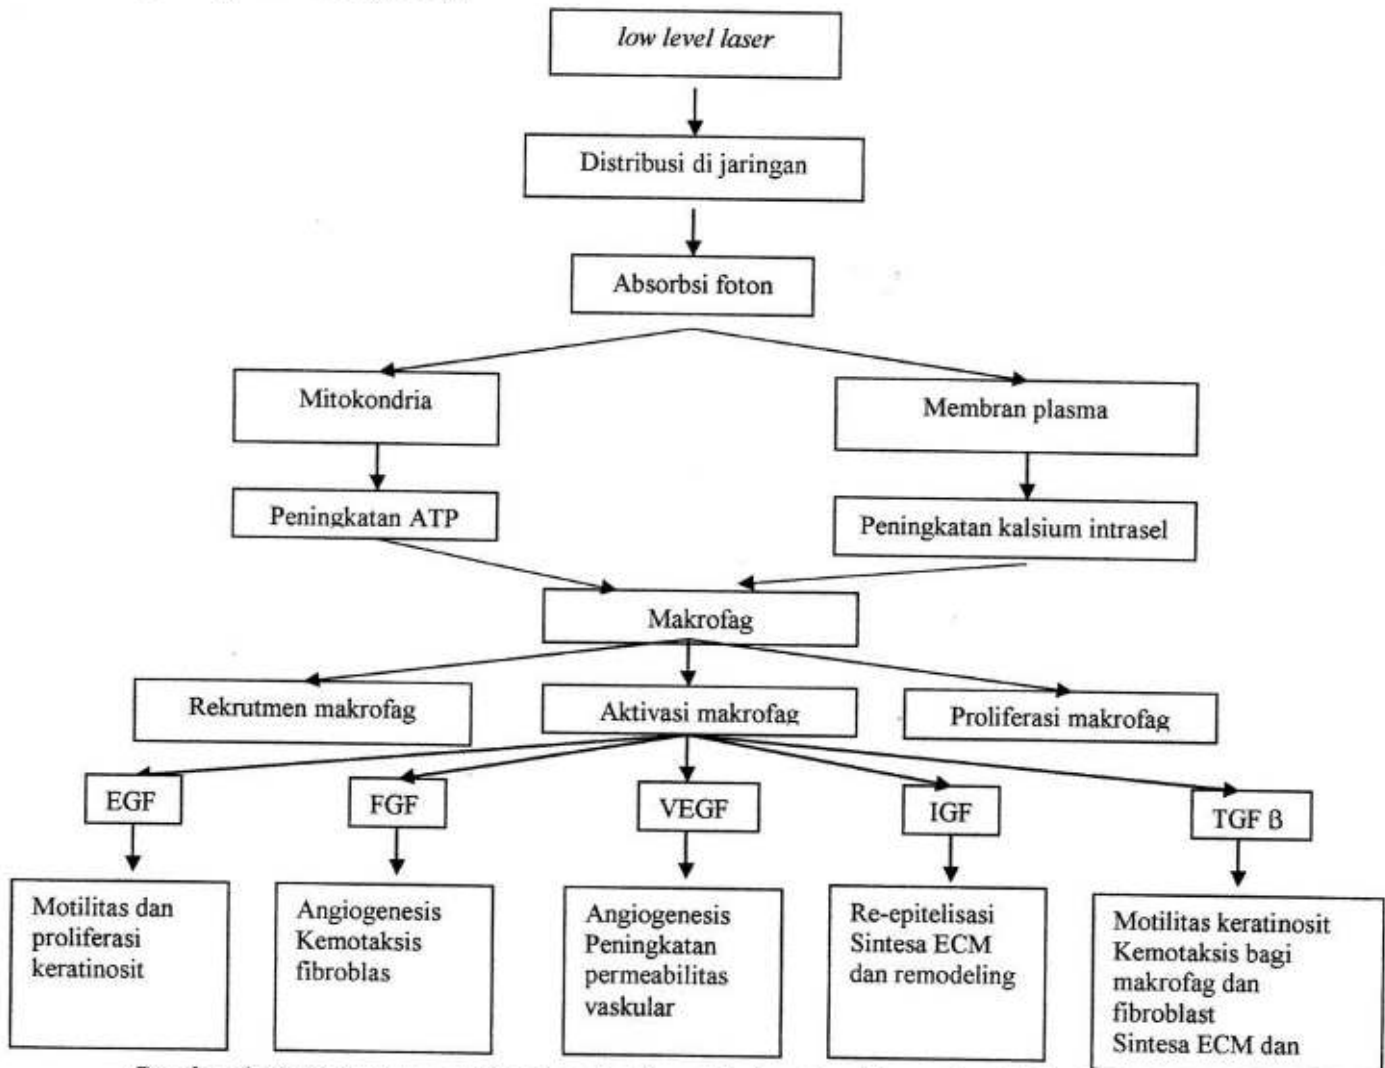 low level laser
Distribusi di jaringan
Absorbsi foton
Mitokondria
Membran plasma
Peningkatan ATP
Peningkatan kalsium intrasel
Makrofag
Rekrutmen makrofag
Aktivasi makrofag
Proliferasi makrofag
EGF
FGF
VEGF
IGF
TGF ß
Motilitas dan
proliferasi
keratinosit
Angiogenesis
Kemotaksis
fibroblas
Angiogenesis
Peningkatan
permeabilitas
vaskular
Re-epitelisasi
Sintesa ECM
dan remodeling
Motilitas keratinosit
Kemotaksis bagi
makrofag dan
fibroblast
Sintesa ECM dan